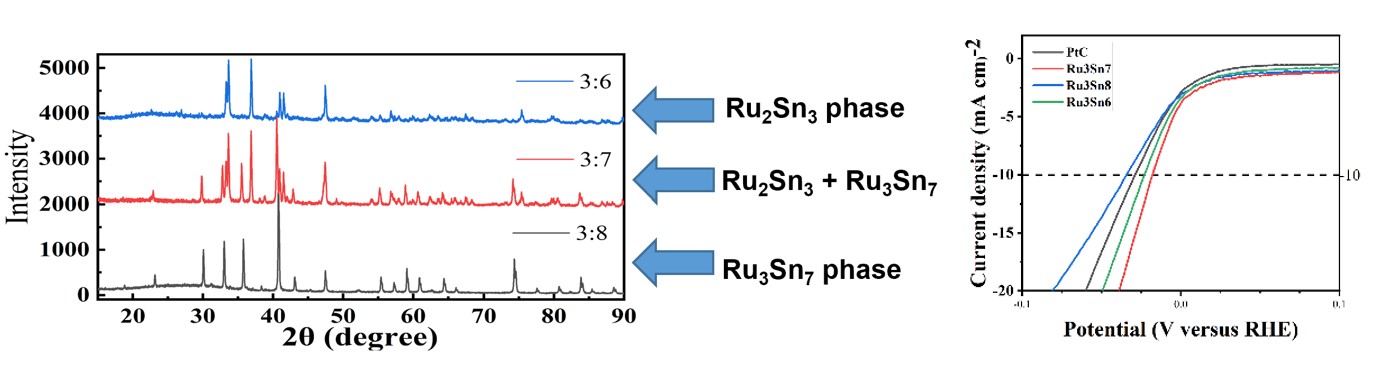 5000
4000
3000
2000
1000
0
Intensity
3:6
3:7
3:8
20 30 40 50 60 70 80 90
2θ (degree)
Ru₂Sn₃ phase
Ru₂Sn₃ + Ru₃Sn₇
Ru₃Sn₇ phase
Current density (mA cm)⁻²
0
-5
-10
-15
-20
PtC
Ru3Sn7
Ru3Sn8
Ru3Sn6
-10
-0.1 0.0 0.1
Potential (V versus RHE)